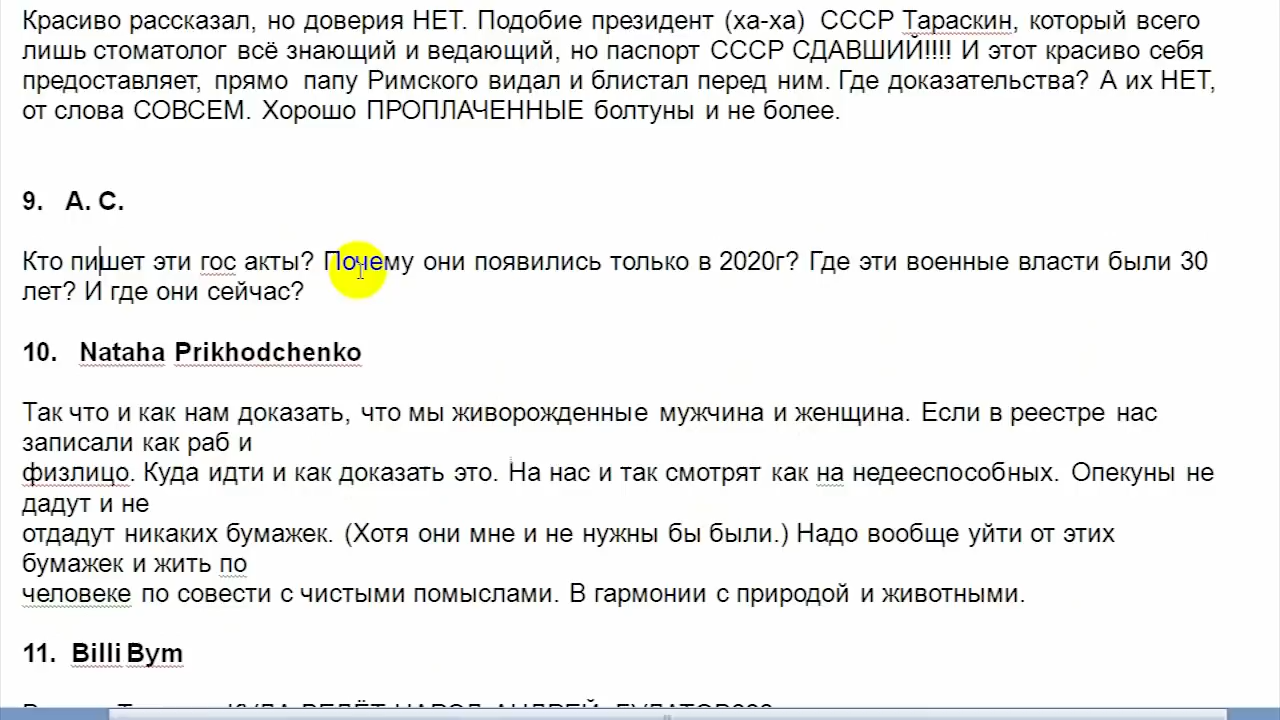 Красиво рассказал, но доверия НЕТ. Подобие президент (ха-ха) СССР Тараскин, который всего
лишь стоматолог всё знающий и ведающий, но паспорт СССР СДАВШИЙ!!!! И этот красиво себя
предоставляет, прямо папу Римского видал и блистал перед ним. Где доказательства? А их НЕТ,
от слова СОВСЕМ. Хорошо ПРОПЛАЧЕННЫЕ болтуны и не более.
9. А. С.
Кто пишет эти гос акты? Почему они появились только в 2020г? Где эти военные власти были 30
лет? И где они сейчас?
10. Nataha Prikhodchenko
Так что и как нам доказать, что мы живорожденные мужчина и женщина. Если в реестре нас
записали как раб и
физлицо. Куда идти и как доказать это. На нас и так смотрят как на недееспособных. Опекуны не
дадут и не
отдадут никаких бумажек. (Хотя они мне и не нужны бы были.) Надо вообще уйти от этих
бумажек и жить по
человеке по совести с чистыми помыслами. В гармонии с природой и животными.
11. Billi Bym
КУДА ВЕДЁТ НАРОД АНДРЕЙ